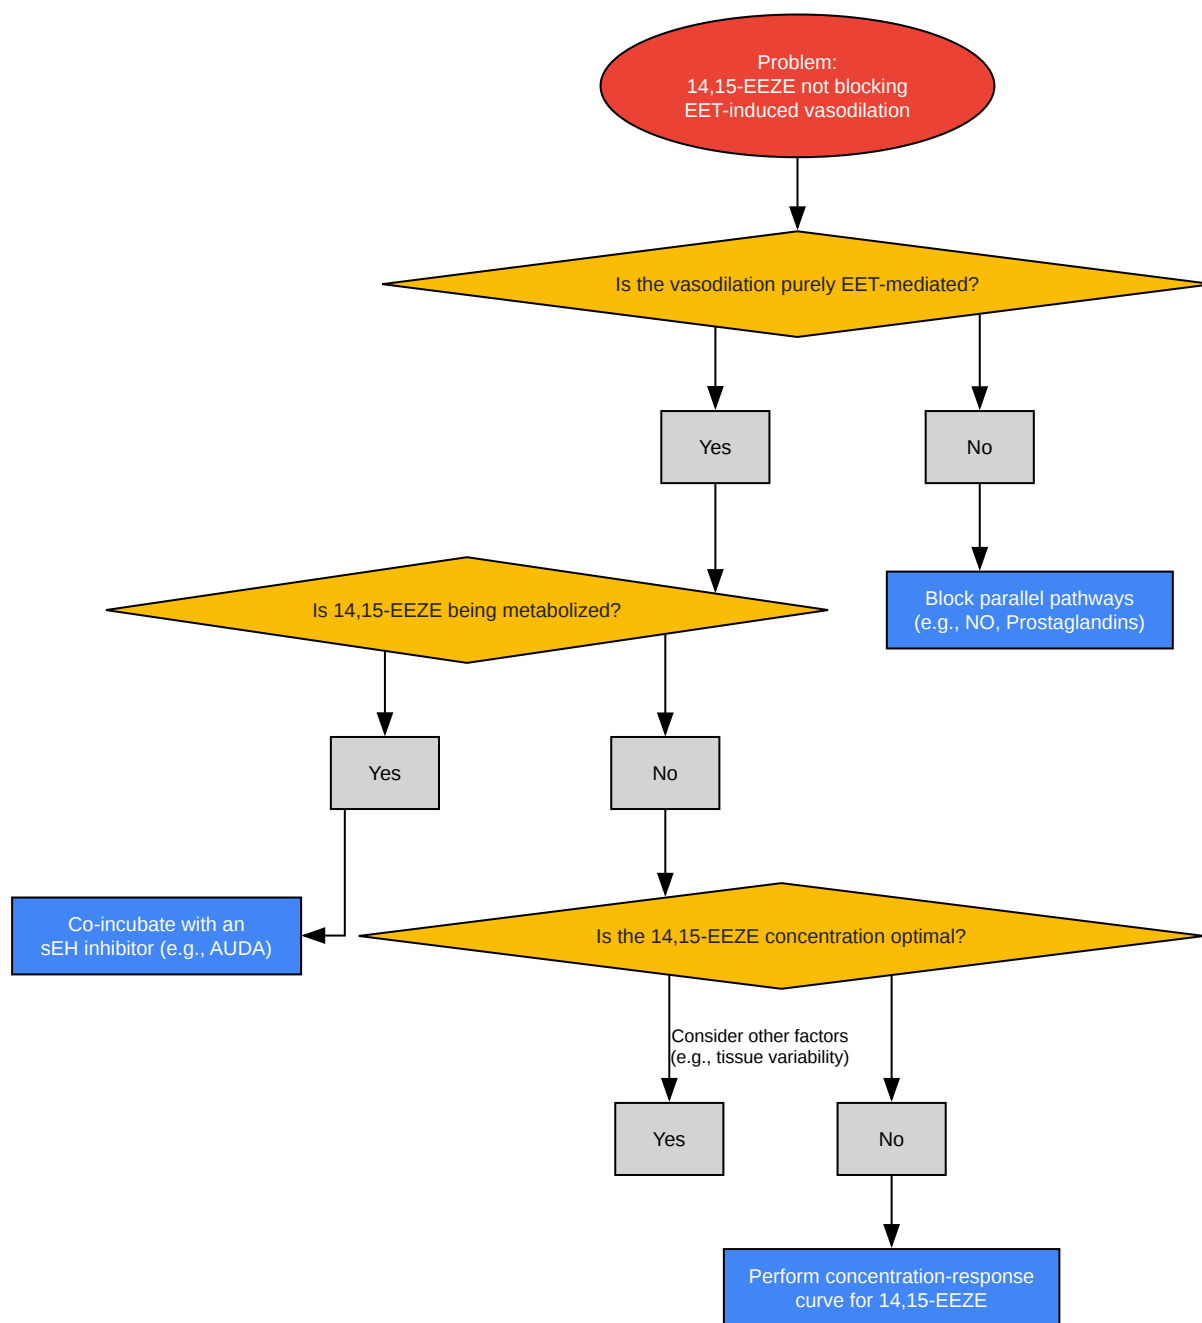 Problem:
14,15-EEZE not blocking
EET-induced vasodilation
Is the vasodilation purely EET-mediated?
Yes
No
Is 14,15-EEZE being metabolized?
Block parallel pathways
(e.g., NO, Prostaglandins)
Yes
No
Co-incubate with an
sEH inhibitor (e.g., AUDA)
Is the 14,15-EEZE concentration optimal?
Consider other factors
(e.g., tissue variability)
Yes
No
Perform concentration-response
curve for 14,15-EEZE